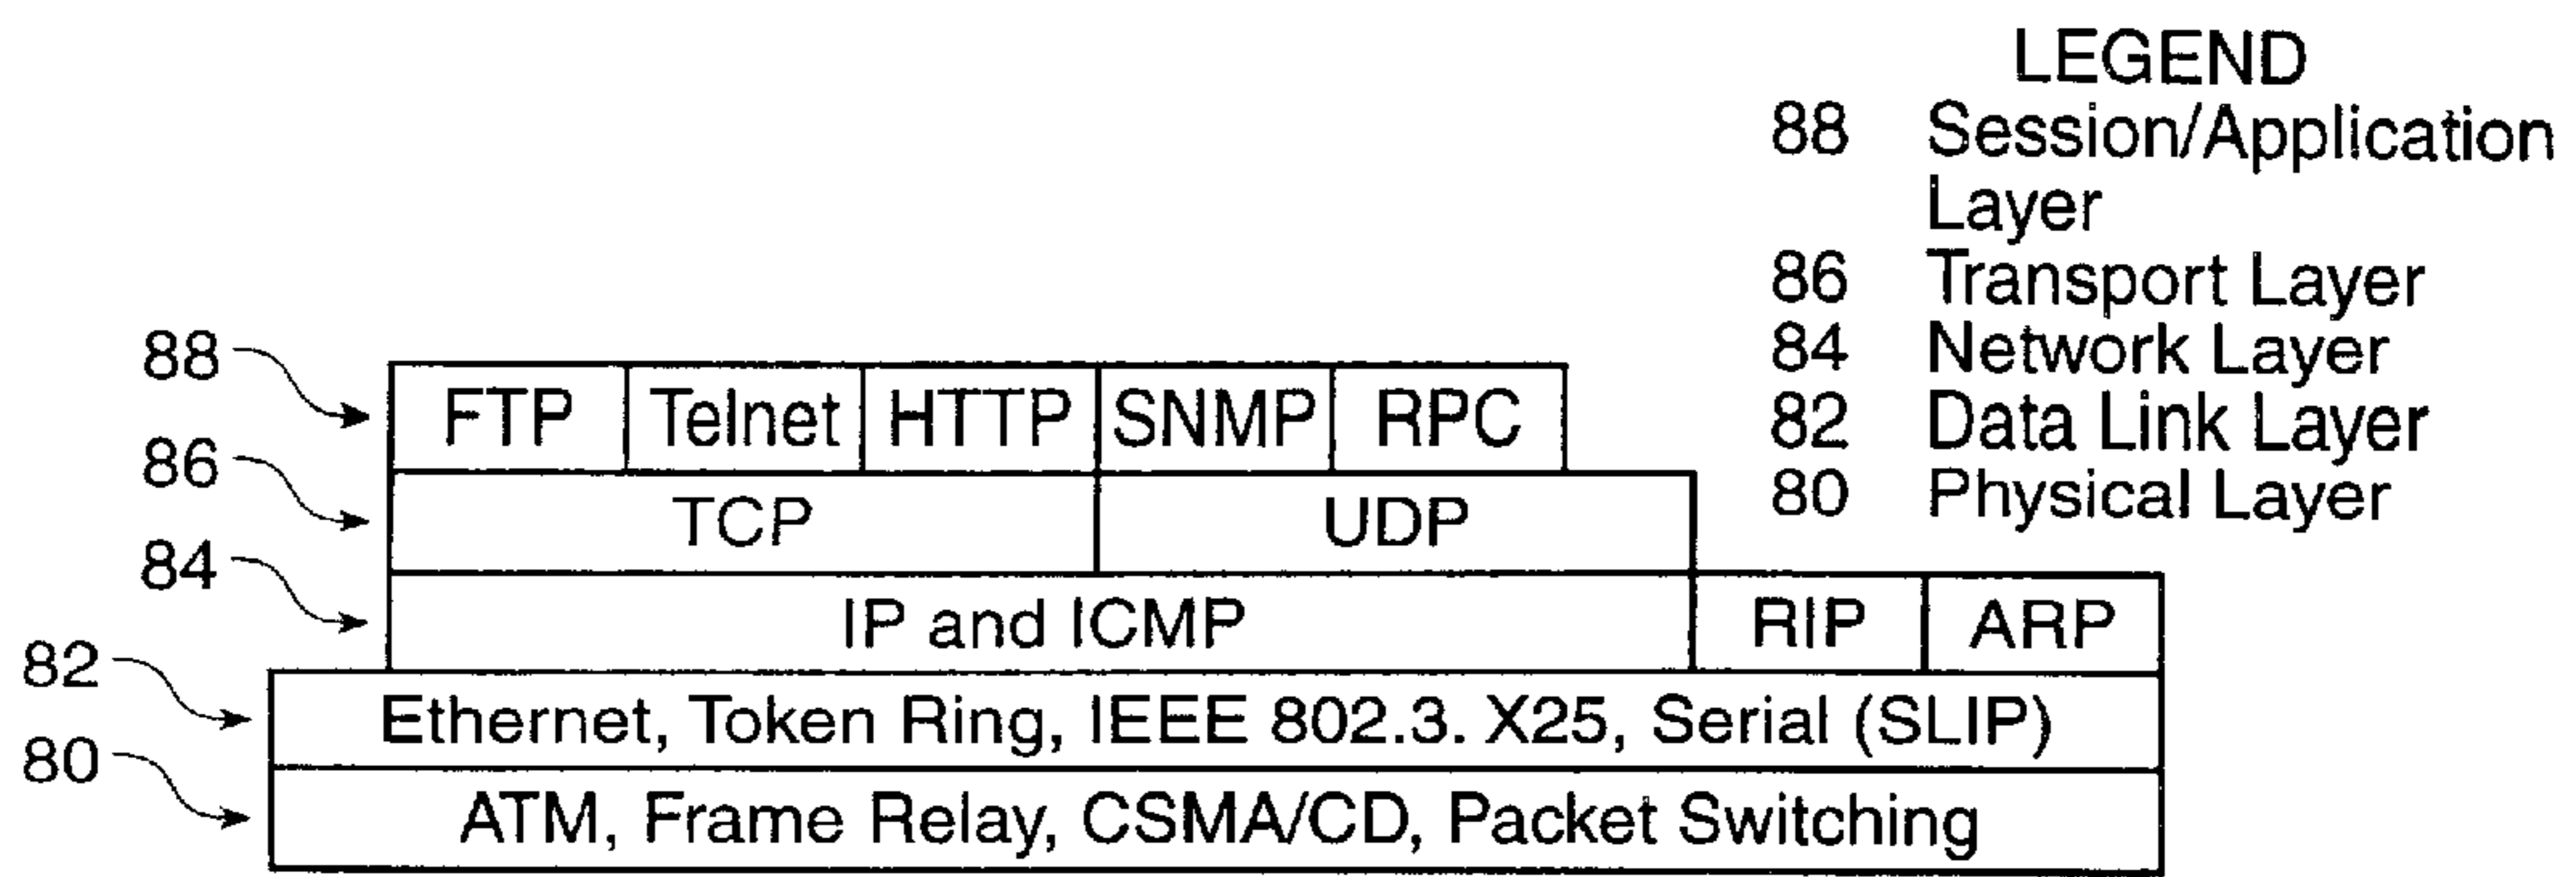 LEGEND
88 Session/Application
Layer
86 Transport Layer
84 Network Layer
82 Data Link Layer
80 Physical Layer
88 FTP Telnet HTTP SNMP RPC
86 TCP UDP
84 IP and ICMP RIP ARP
82 Ethernet, Token Ring, IEEE 802.3. X25, Serial (SLIP)
80 ATM, Frame Relay, CSMA/CD, Packet Switching